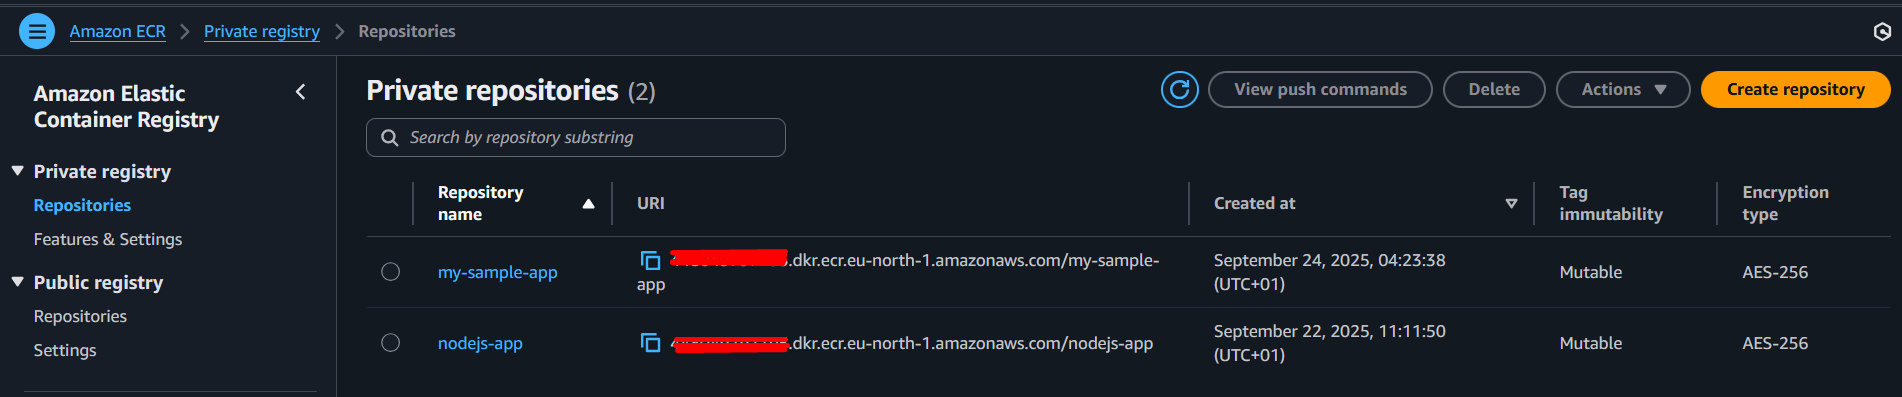 Amazon ECR > Private registry > Repositories
Amazon Elastic
Container Registry
Private registry
Repositories
Features & Settings
Public registry
Repositories
Settings
Private repositories (2)
View push commands
Delete
Actions
Create repository
Search by repository substring
Repository
name
URI
Created at
Tag
immutability
Encryption
type
my-sample-app
.dkr.ecr.eu-north-1.amazonaws.com/my-sample-
app
September 24, 2025, 04:23:38
(UTC+01)
Mutable
AES-256
nodejs-app
.dkr.ecr.eu-north-1.amazonaws.com/nodejs-app
September 22, 2025, 11:11:50
(UTC+01)
Mutable
AES-256